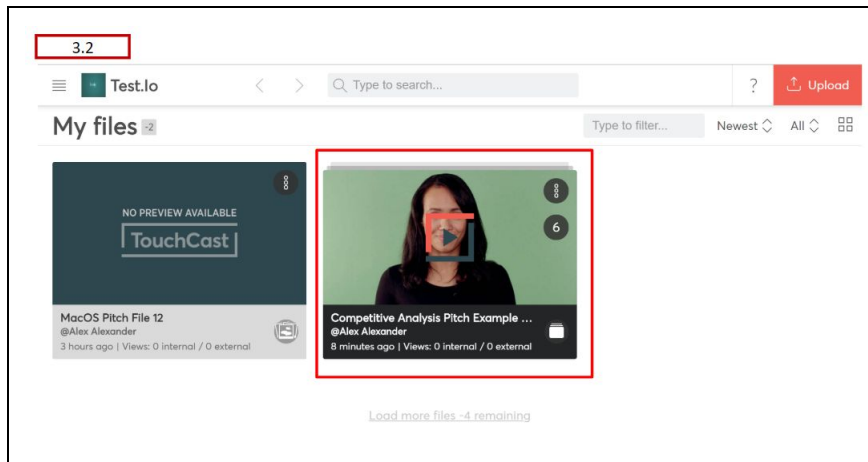 3.2
Test.Io
Type to search...
?
Upload
My files -2
Type to filter...
Newest
All
NO PREVIEW AVAILABLE
TouchCast
6
MacOS Pitch File 12
@Alex Alexander
3 hours ago | Views: 0 internal / 0 external
Competitive Analysis Pitch Example ...
@Alex Alexander
8 minutes ago | Views: 0 internal / 0 external
Load more files -4 remaining